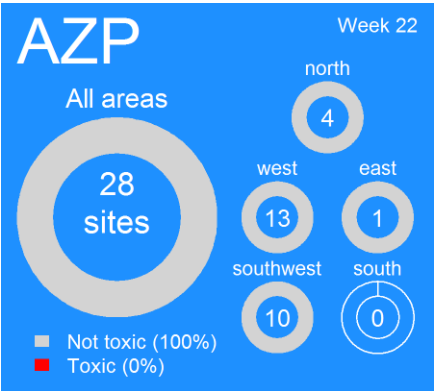 AZP
Week 22
All areas
28
sites
north
4
west
13
east
1
southwest
10
south
0
Not toxic (100%)
Toxic (0%)